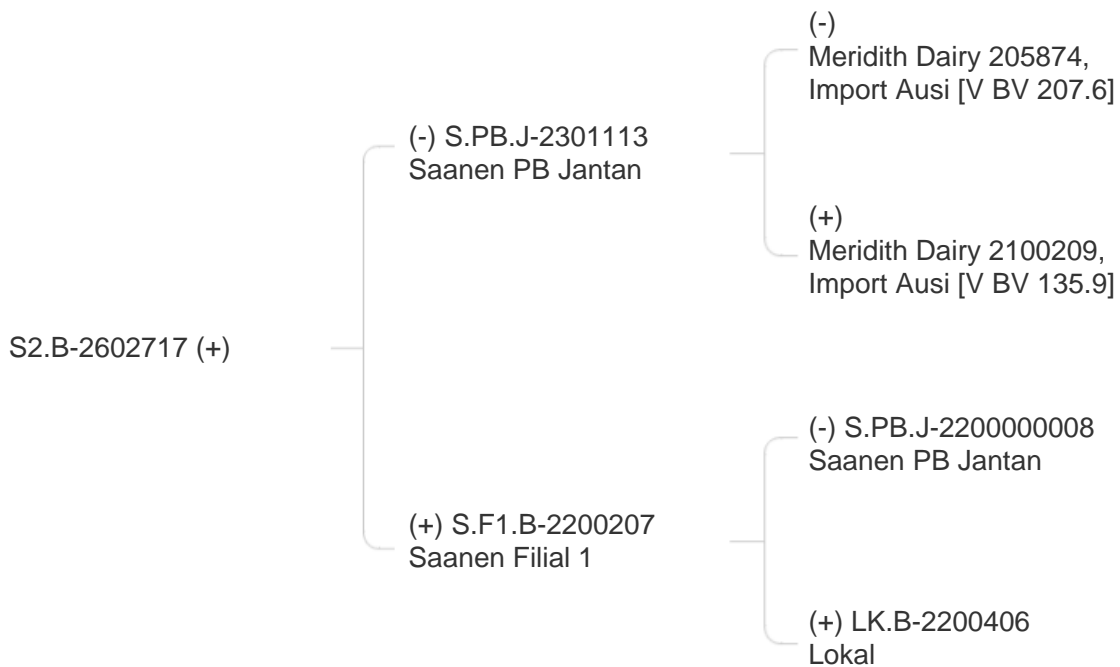 (-)
Meridith Dairy 205874,
Import Ausi [V BV 207.6]
(-) S.PB.J-2301113
Saanen PB Jantan
(+)
Meridith Dairy 2100209,
Import Ausi [V BV 135.9]
S2.B-2602717 (+)
(-) S.PB.J-2200000008
Saanen PB Jantan
(+) S.F1.B-2200207
Saanen Filial 1
(+) LK.B-2200406
Lokal